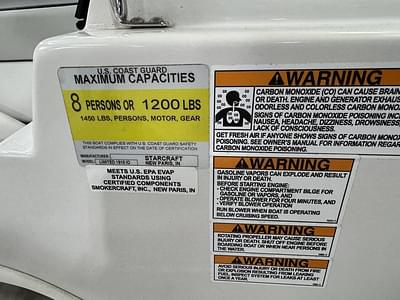 U.S. COAST GUARD
MAXIMUM CAPACITIES
8 PERSONS OR 1200 LBS
1450 LBS, PERSONS, MOTOR, GEAR
THIS BOAT COMPLIES WITH U.S. COAST GUARD SAFETY
STANDARDS IN EFFECT ON THE DATE OF CERTIFICATION
MANUFACTURER: STARCRAFT
MODEL: LIMITED 1918 IO NEW PARIS, IN
MEETS U.S. EPA EVAP
STANDARDS USING
CERTIFIED COMPONENTS
SMOKERCRAFT, INC., NEW PARIS, IN
WARNING
CARBON MONOXIDE (CO) CAN CAUSE BRAIN
OR DEATH. ENGINE AND GENERATOR EXHAUS
ODORLESS AND COLORLESS CARBON MONOXI
SIGNS OF CARBON MONOXIDE POISONING INC
NAUSEA, HEADACHE, DIZZINESS, DROWSINESS,
LACK OF CONSCIOUSNESS.
GET FRESH AIR IF ANYONE SHOWS SIGNS OF CARBON MONOX
POISONING. SEE OWNER'S MANUAL FOR INFORMATION REGAR
CARBON MONOXIDE POISONING.
WARNING
GASOLINE VAPORS CAN EXPLODE AND RESULT
IN INJURY OR DEATH.
BEFORE STARTING ENGINE:
- CHECK ENGINE COMPARTMENT BILGE FOR
GASOLINE OR VAPORS, AND
- OPERATE BLOWER FOR FOUR MINUTES, AND
- VERIFY BLOWER OPERATION
RUN BLOWER WHEN BOAT IS OPERATING
BELOW CRUISING SPEED.
WARNING
ROTATING PROPELLER MAY CAUSE SERIOUS
INJURY OR DEATH. SHUT OFF ENGINE BEFORE
BOARDING BOAT OR WHEN NEAR PERSONS IN
WATER.
WARNING
AVOID SERIOUS INJURY OR DEATH FROM FIRE
OR EXPLOSION RESULTING FROM LEAKING
FUEL. INSPECT SYSTEM FOR LEAKS AT LEAST
ONCE A YEAR.